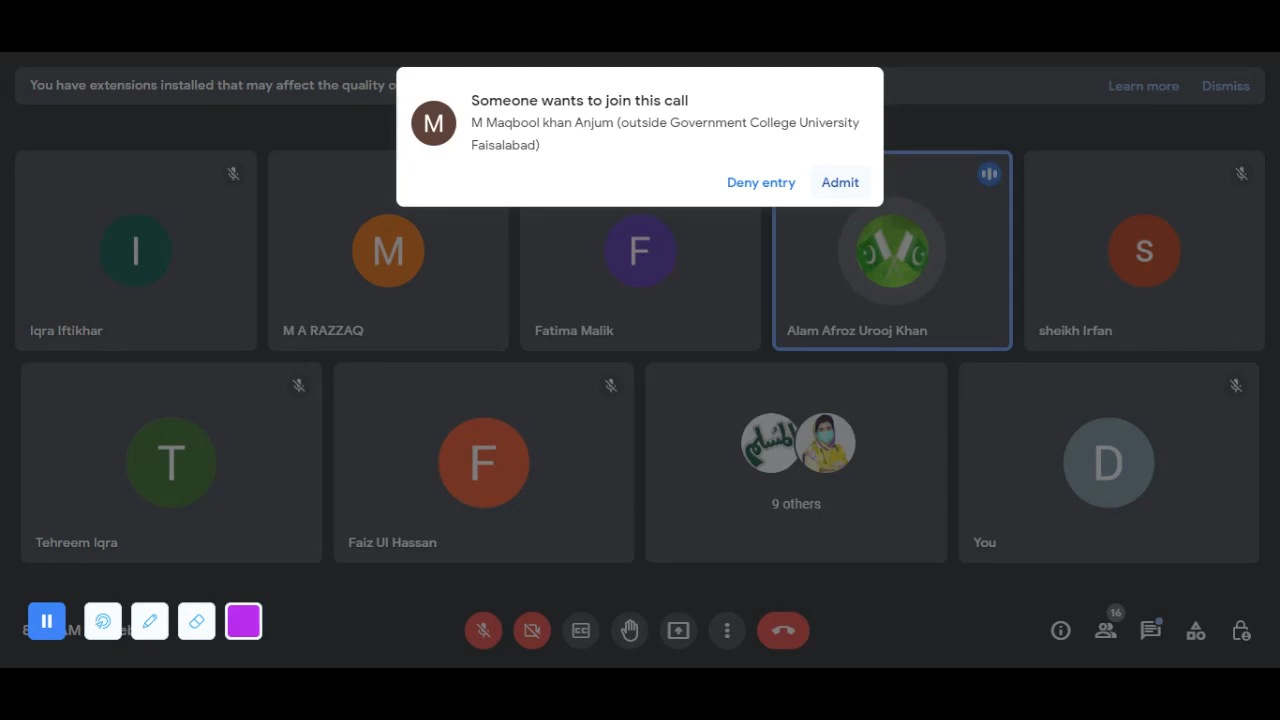 You have extensions installed that may affect the quality o
Learn more
Dismiss
Someone wants to join this call
M
M Maqbool khan Anjum (outside Government College University
Faisalabad)
Deny entry
Admit
I
M
F
S
Iqra Iftikhar
M A RAZZAQ
Fatima Malik
Alam Afroz Urooj Khan
sheikh Irfan
T
F
D
9 others
Tehreem Iqra
Faiz Ul Hassan
You
16
CC